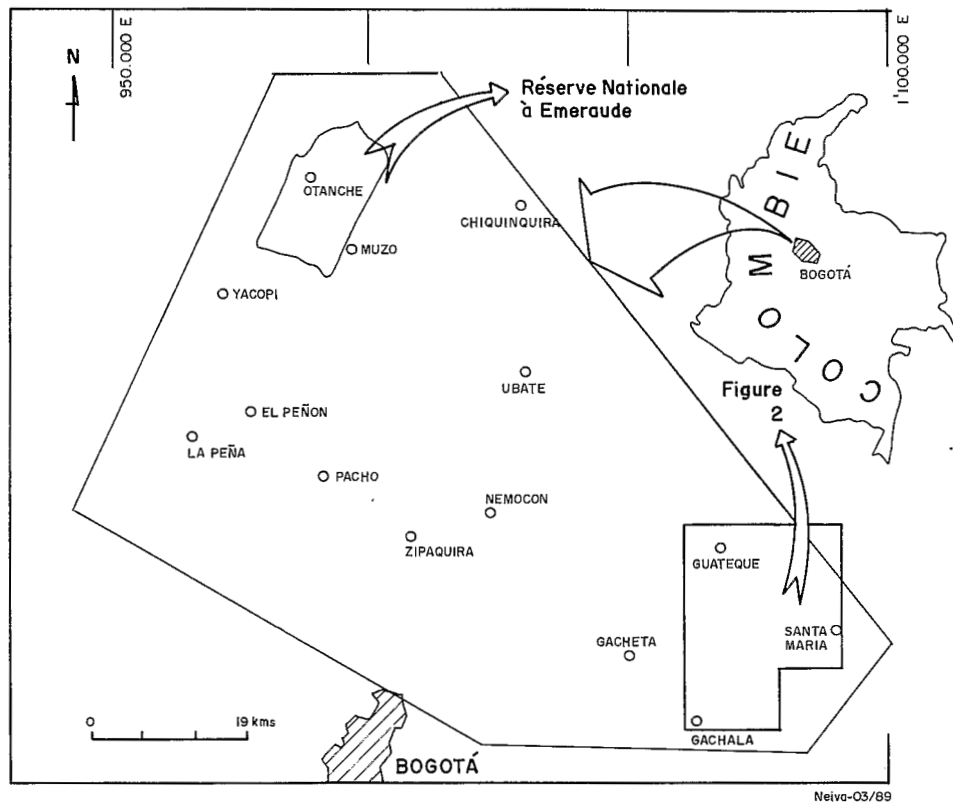 950.000 E
1'100.000 E
N
Réserve Nationale
à Emeraude
OTANCHE
CHIQUINQUIRA
MUZO
COLOMBIE
BOGOTÁ
YACOPI
UBATE
Figure
2
EL PEÑON
LA PEÑA
PACHO
NEMOCON
ZIPAQUIRA
GUATEQUE
SANTA
MARIA
GACHETA
0 19 kms
GACHALA
BOGOTÁ
Neiva-03/89